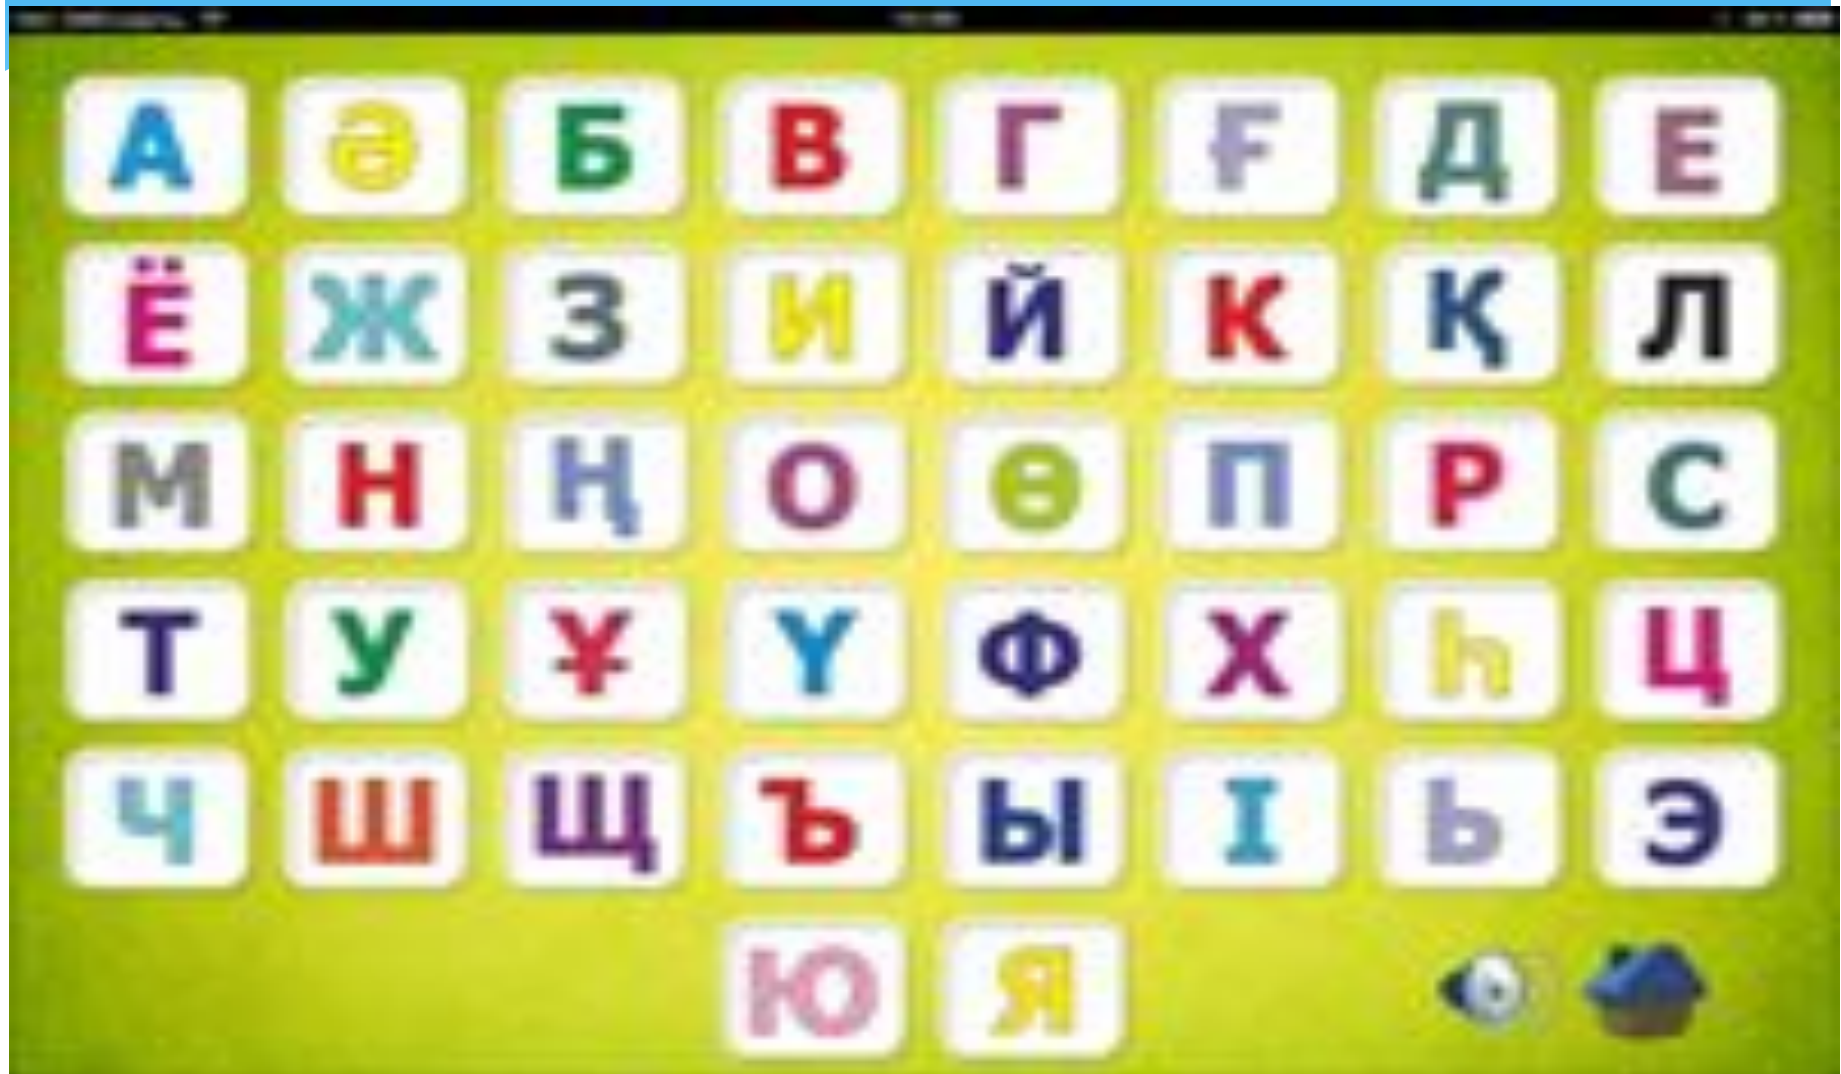 А Ә Б В Г Ғ Д Е
Ё Ж З И Й К Қ Л
М Н Ң О Ө П Р С
Т У Ұ Ү Ф Х Һ Ц
Ч Ш Щ Ъ Ы І Ь Э
Ю Я